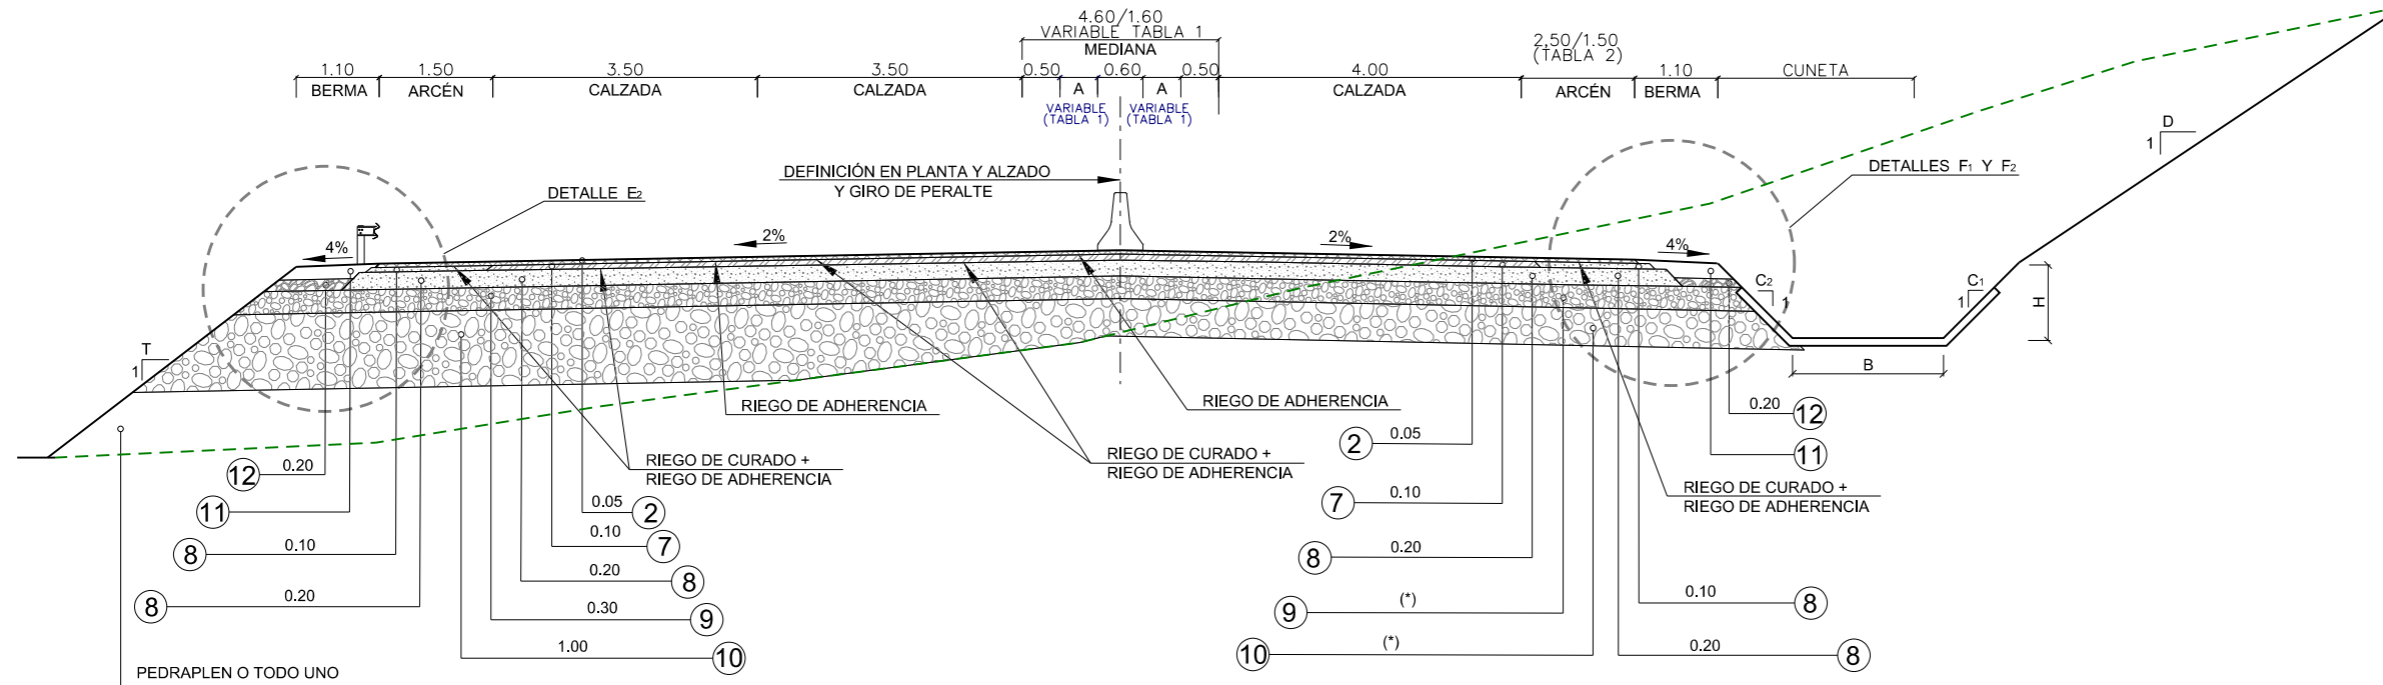 4.60/1.60
VARIABLE TABLA 1
MEDIANA
2,50/1.50
(TABLA 2)
1.10
1.50
3.50
3.50
0.50
0.60
0.50
4.00
1.10
CUNETA
BERMA
ARCÉN
CALZADA
CALZADA
A
A
CALZADA
ARCÉN
BERMA
VARIABLE
(TABLA 1)
VARIABLE
(TABLA 1)
D
1
DEFINICIÓN EN PLANTA Y ALZADO
Y GIRO DE PERALTE
DETALLES F1 Y F2
DETALLE E2
4%
2%
2%
4%
C2
1
C1
1
H
T
1
B
RIEGO DE ADHERENCIA
RIEGO DE ADHERENCIA
0.20
12
2
0.05
RIEGO DE CURADO +
RIEGO DE ADHERENCIA
RIEGO DE CURADO +
RIEGO DE ADHERENCIA
11
12
0.20
RIEGO DE CURADO +
RIEGO DE ADHERENCIA
7
0.10
11
0.05
2
8
0.10
0.10
7
8
0.20
0.20
8
8
0.20
0.10
8
0.30
9
9
(*)
1.00
10
10
(*)
0.20
8
PEDRAPLEN O TODO UNO